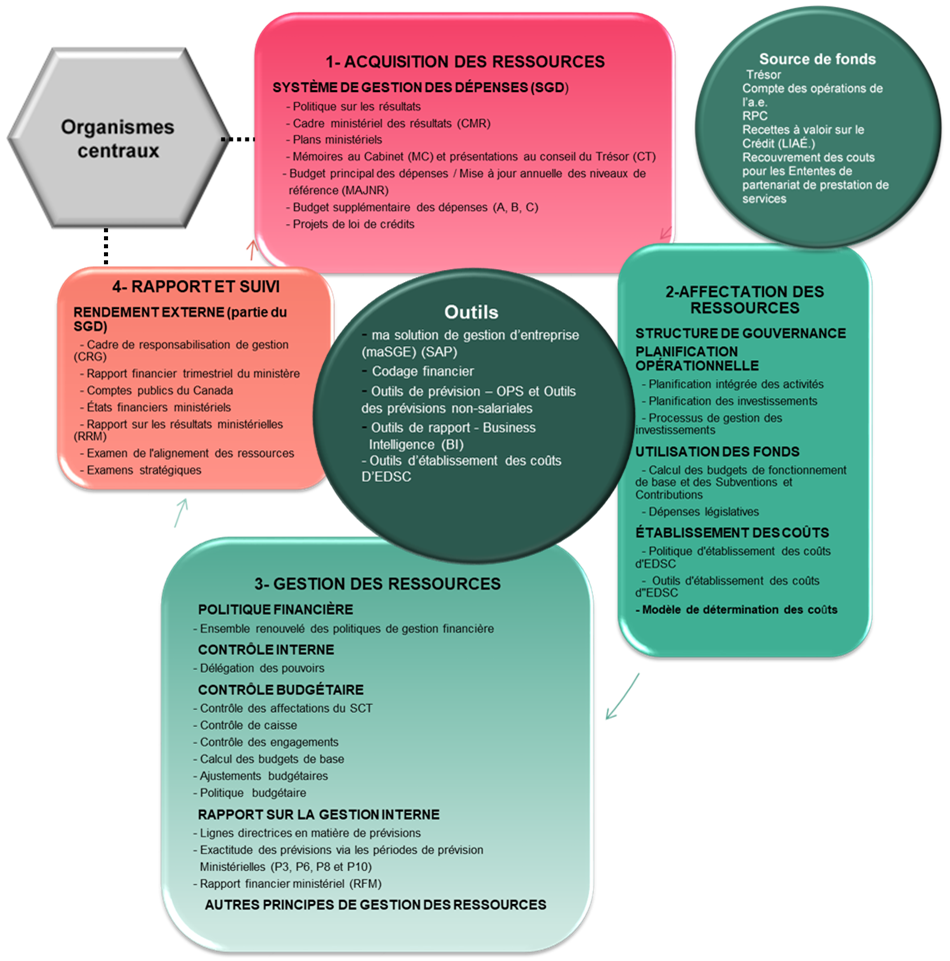 Organismes
centraux
1- ACQUISITION DES RESSOURCES
SYSTÈME DE GESTION DES DÉPENSES (SGD)
- Politique sur les résultats
- Cadre ministériel des résultats (CMR)
- Plans ministériels
- Mémoires au Cabinet (MC) et présentations au conseil du Trésor (CT)
- Budget principal des dépenses / Mise à jour annuelle des niveaux de
référence (MAJNR)
- Budget supplémentaire des dépenses (A, B, C)
- Projets de loi de crédits
Source de fonds
Trésor
Compte des opérations de
l'a.e.
RPC
Recettes à valoir sur le
Crédit (LIAÉ.)
Recouvrement des couts
pour les Ententes de
partenariat de prestation de
services
2-AFFECTATION DES
RESSOURCES
STRUCTURE DE GOUVERNANCE
PLANIFICATION
OPÉRATIONNELLE
- Planification intégrée des activités
- Planification des investissements
- Processus de gestion des
investissements
UTILISATION DES FONDS
- Calcul des budgets de fonctionnement
de base et des Subventions et
Contributions
- Dépenses législatives
ÉTABLISSEMENT DES COÛTS
- Politique d'établissement des coûts
d'EDSC
- Outils d'établissement des coûts
d"EDSC
- Modèle de détermination des coûts
Outils
- ma solution de gestion d'entreprise
(maSGE) (SAP)
- Codage financier
- Outils de prévision – OPS et Outils
des prévisions non-salariales
- Outils de rapport - Business
Intelligence (BI)
- Outils d'établissement des coûts
D'EDSC
4- RAPPORT ET SUIVI
RENDEMENT EXTERNE (partie du
SGD)
- Cadre de responsabilisation de gestion
(CRG)
- Rapport financier trimestriel du ministère
- Comptes publics du Canada
- États financiers ministériels
- Rapport sur les résultats ministérielles
(RRM)
- Examen de l'alignement des ressources
- Examens stratégiques
3- GESTION DES RESSOURCES
POLITIQUE FINANCIÈRE
- Ensemble renouvelé des politiques de gestion financière
CONTRÔLE INTERNE
- Délégation des pouvoirs
CONTRÔLE BUDGÉTAIRE
- Contrôle des affectations du SCT
- Contrôle de caisse
- Contrôle des engagements
- Calcul des budgets de base
- Ajustements budgétaires
- Politique budgétaire
RAPPORT SUR LA GESTION INTERNE
- Lignes directrices en matière de prévisions
- Exactitude des prévisions via les périodes de prévision
Ministérielles (P3, P6, P8 et P10)
- Rapport financier ministériel (RFM)
AUTRES PRINCIPES DE GESTION DES RESSOURCES